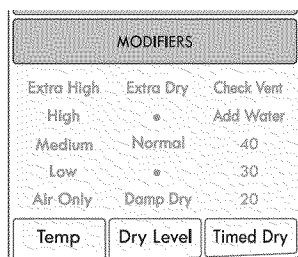 MODIFIERS
Extra High Extra Dry Check Vent
High • Add Water
Medium Normal 40
Low • 30
Air Only Damp Dry 20
Temp Dry Level Timed Dry